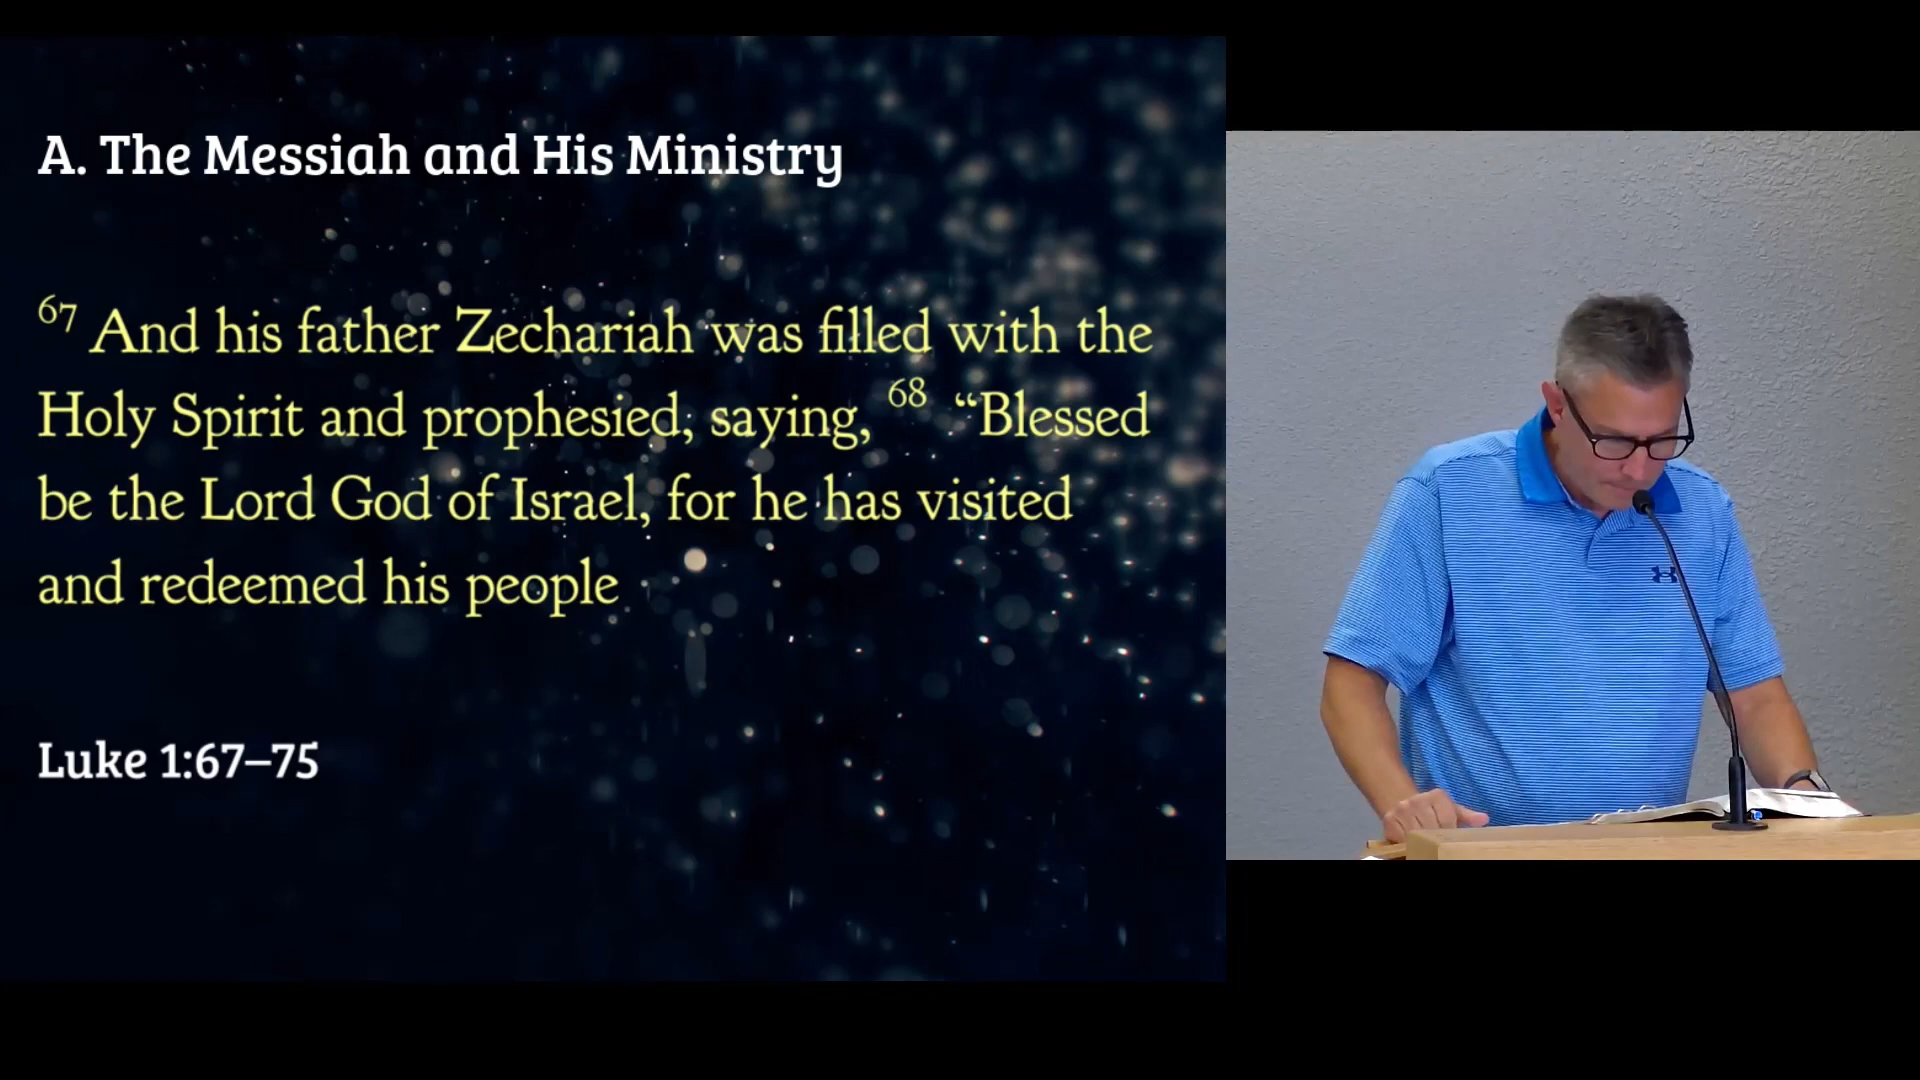 A. The Messiah and His Ministry
67 And his father Zechariah was filled with the
Holy Spirit and prophesied, saying, 68 “Blessed
be the Lord God of Israel, for he has visited
and redeemed his people
Luke 1:67–75